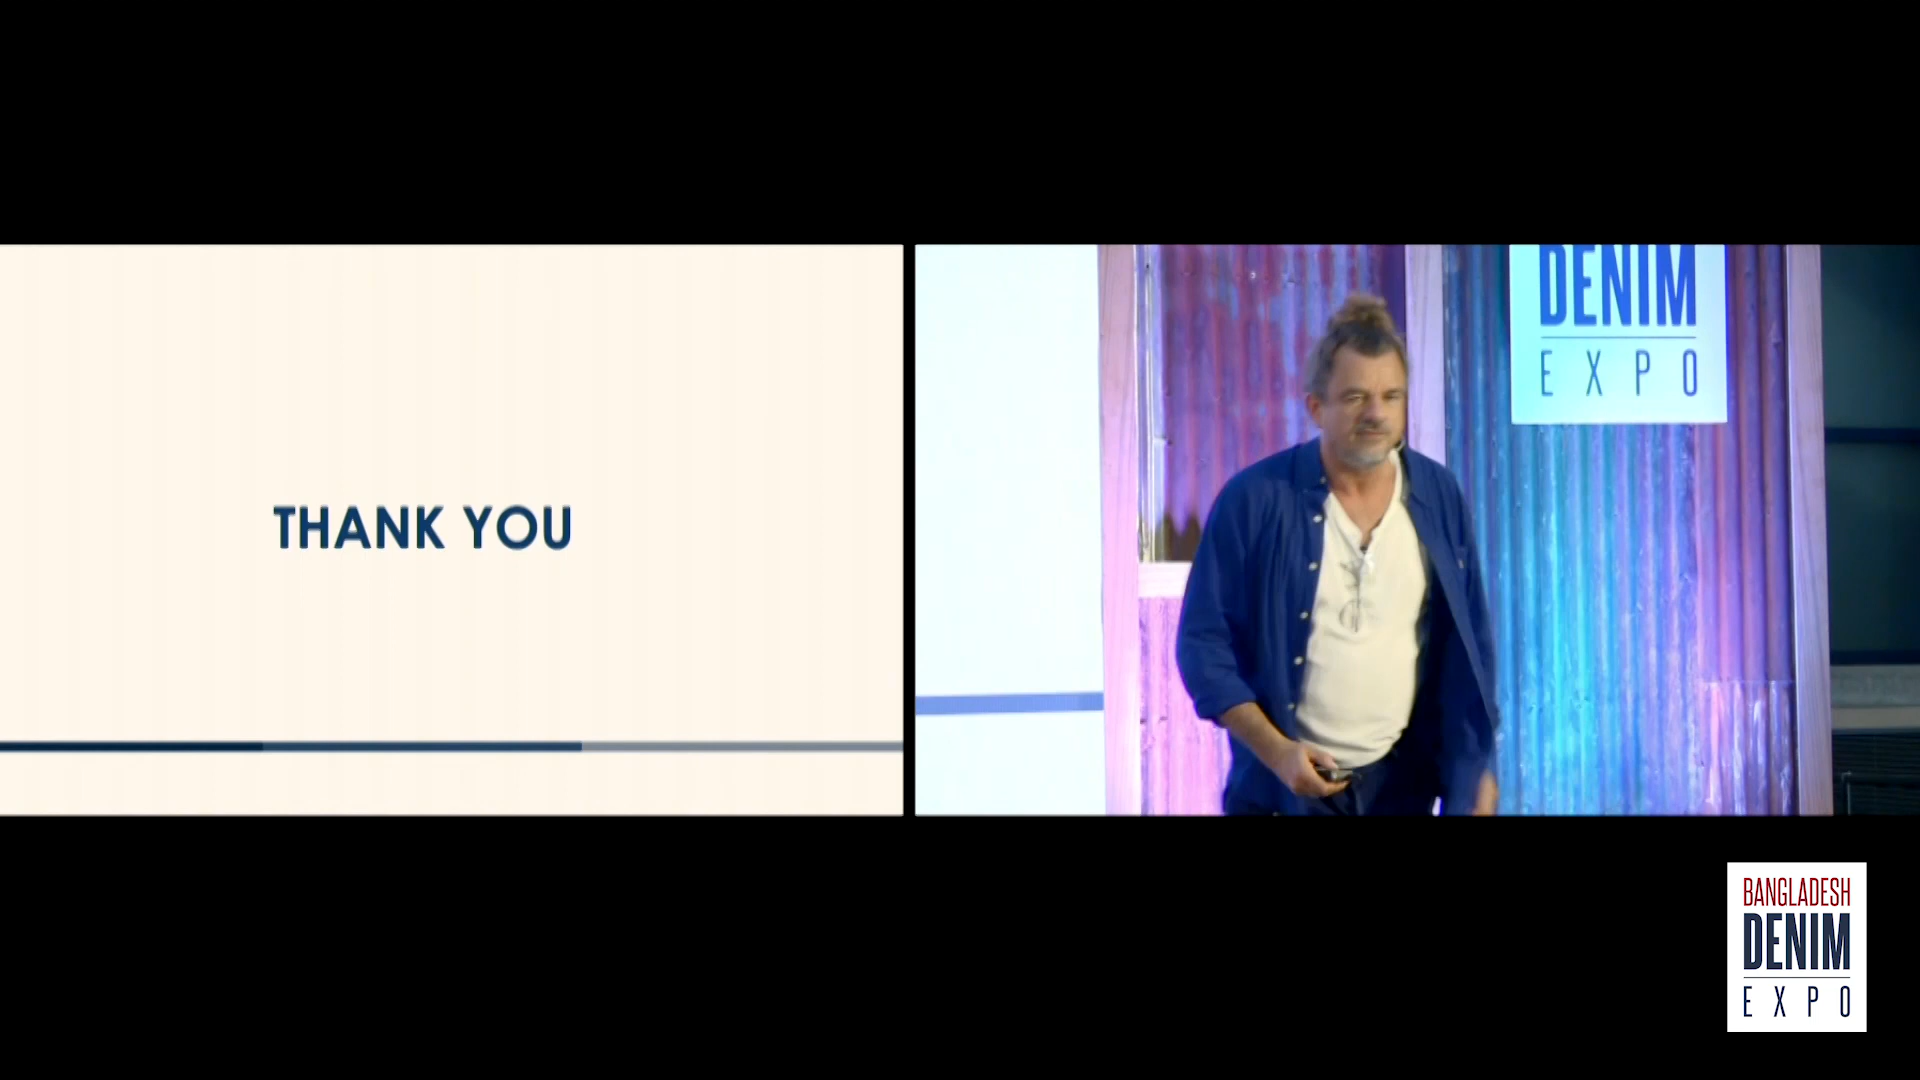 THANK YOU
DENIM
EXPO
BANGLADESH
DENIM
EXPO